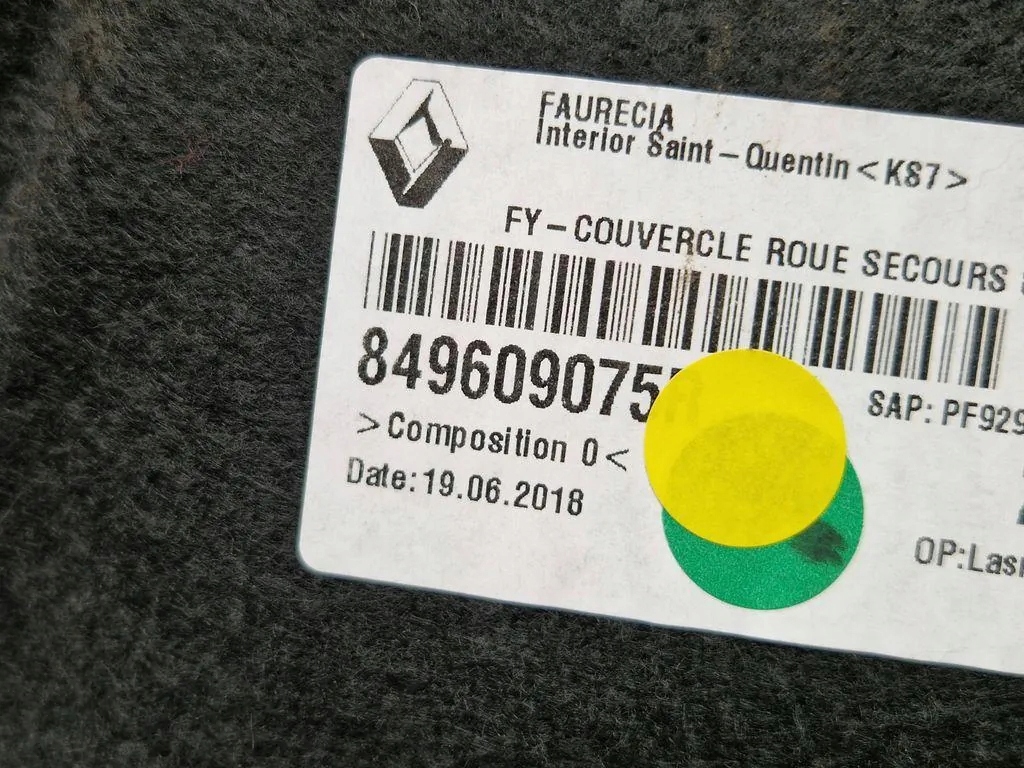 FAURECIA
Interior Saint-Quentin <K87>
FY-COUVERCLE ROUE SECOURS
849609075R
SAP: PF929
>Composition 0<
Date:19.06.2018
OP:Las